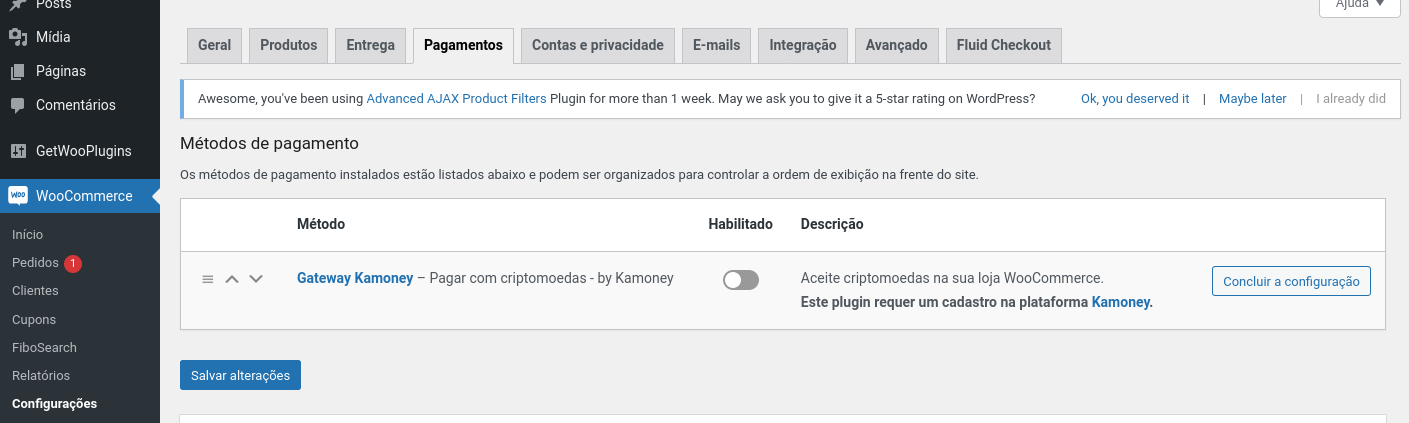 Posts
Ajuda
Mídia
Páginas
Comentários
GetWooPlugins
WooCommerce
Início
Pedidos 1
Clientes
Cupons
FiboSearch
Relatórios
Configurações
Geral Produtos Entrega Pagamentos Contas e privacidade E-mails Integração Avançado Fluid Checkout
Awesome, you've been using Advanced AJAX Product Filters Plugin for more than 1 week. May we ask you to give it a 5-star rating on WordPress? Ok, you deserved it | Maybe later | I already did
Métodos de pagamento
Os métodos de pagamento instalados estão listados abaixo e podem ser organizados para controlar a ordem de exibição na frente do site.
Método Habilitado Descrição
Gateway Kamoney – Pagar com criptomoedas - by Kamoney Aceite criptomoedas na sua loja WooCommerce. Concluir a configuração
Este plugin requer um cadastro na plataforma Kamoney.
Salvar alterações